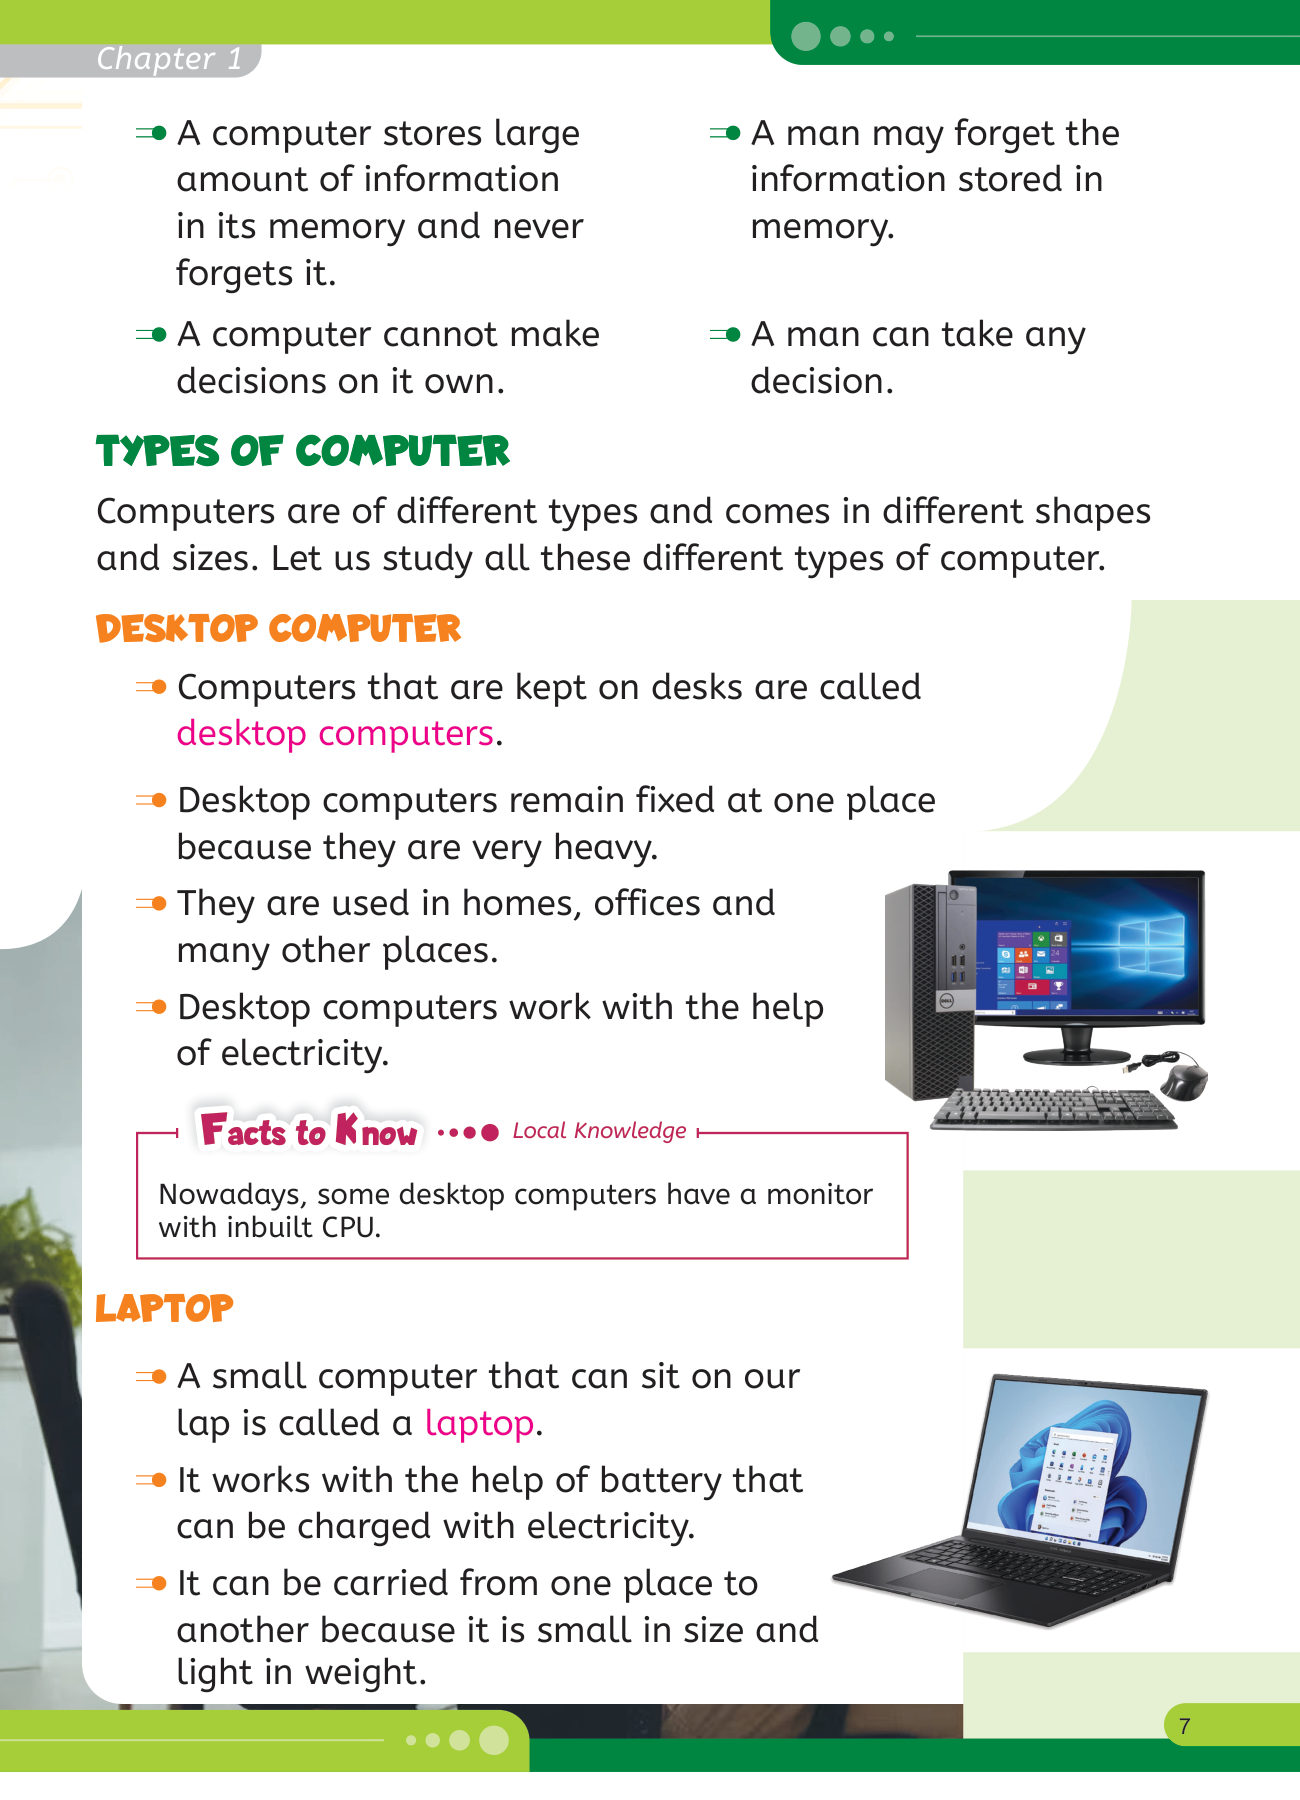 Chapter 1
A computer stores large
amount of information
in its memory and never
forgets it.
A man may forget the
information stored in
memory.
A computer cannot make
decisions on it own.
A man can take any
decision.
TYPES OF COMPUTER
Computers are of different types and comes in different shapes
and sizes. Let us study all these different types of computer.
DESKTOP COMPUTER
Computers that are kept on desks are called
desktop computers.
Desktop computers remain fixed at one place
because they are very heavy.
They are used in homes, offices and
many other places.
Desktop computers work with the help
of electricity.
Facts to Know Local Knowledge
Nowadays, some desktop computers have a monitor
with inbuilt CPU.
LAPTOP
A small computer that can sit on our
lap is called a laptop.
It works with the help of battery that
can be charged with electricity.
It can be carried from one place to
another because it is small in size and
light in weight.
7